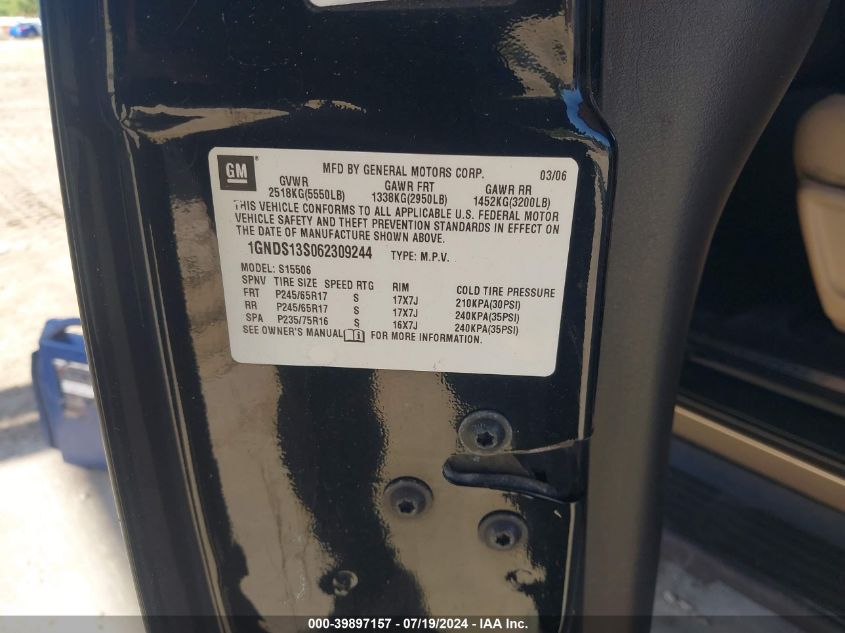 GM
MFD BY GENERAL MOTORS CORP. 03/06
GVWR GAWR FRT GAWR RR
2518KG(5550LB) 1338KG(2950LB) 1452KG(3200LB)
THIS VEHICLE CONFORMS TO ALL APPLICABLE U.S. FEDERAL MOTOR
VEHICLE SAFETY AND THEFT PREVENTION STANDARDS IN EFFECT ON
THE DATE OF MANUFACTURE SHOWN ABOVE.
1GNDS13S062309244 TYPE: M.P.V.
MODEL: S15506
SPNV TIRE SIZE SPEED RTG RIM COLD TIRE PRESSURE
FRT P245/65R17 S 17X7J 210KPA(30PSI)
RR P245/65R17 S 17X7J 240KPA(35PSI)
SPA P235/75R16 S 16X7J 240KPA(35PSI)
SEE OWNER'S MANUAL FOR MORE INFORMATION.
000-39897157 - 07/19/2024 - IAA Inc.